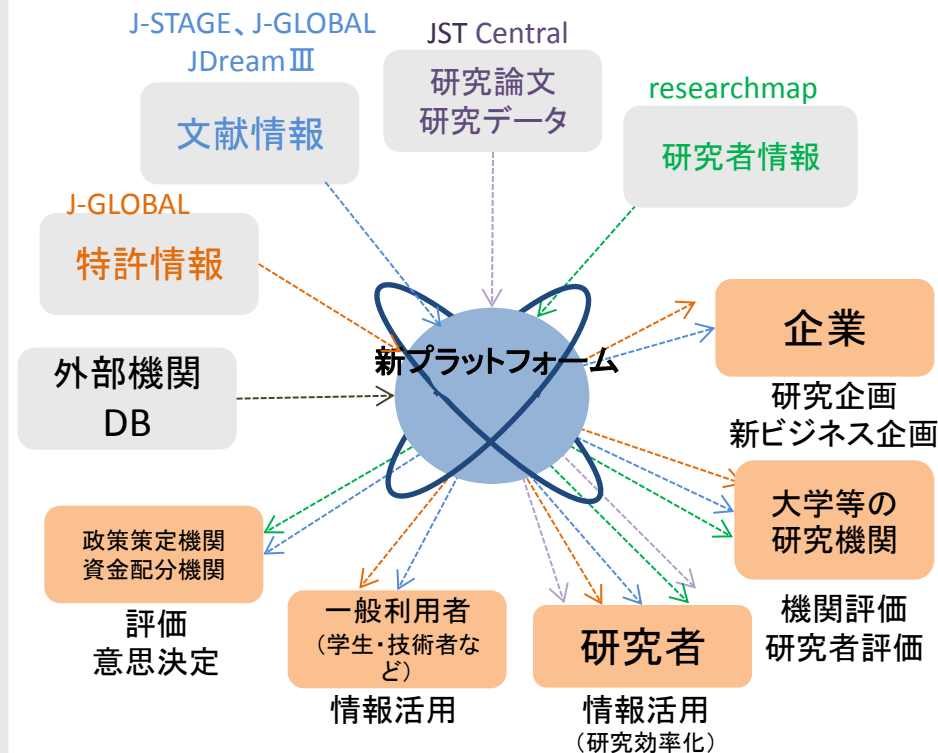 J-STAGE、J-GLOBAL
JDreamⅢ
文献情報
JST Central
研究論文
研究データ
researchmap
研究者情報
J-GLOBAL
特許情報
外部機関
DB
新プラットフォーム
企業
研究企画
新ビジネス企画
大学等の
研究機関
機関評価
研究者評価
政策策定機関
資金配分機関
評価
意思決定
一般利用者
(学生・技術者な
ど)
情報活用
研究者
情報活用
(研究効率化)